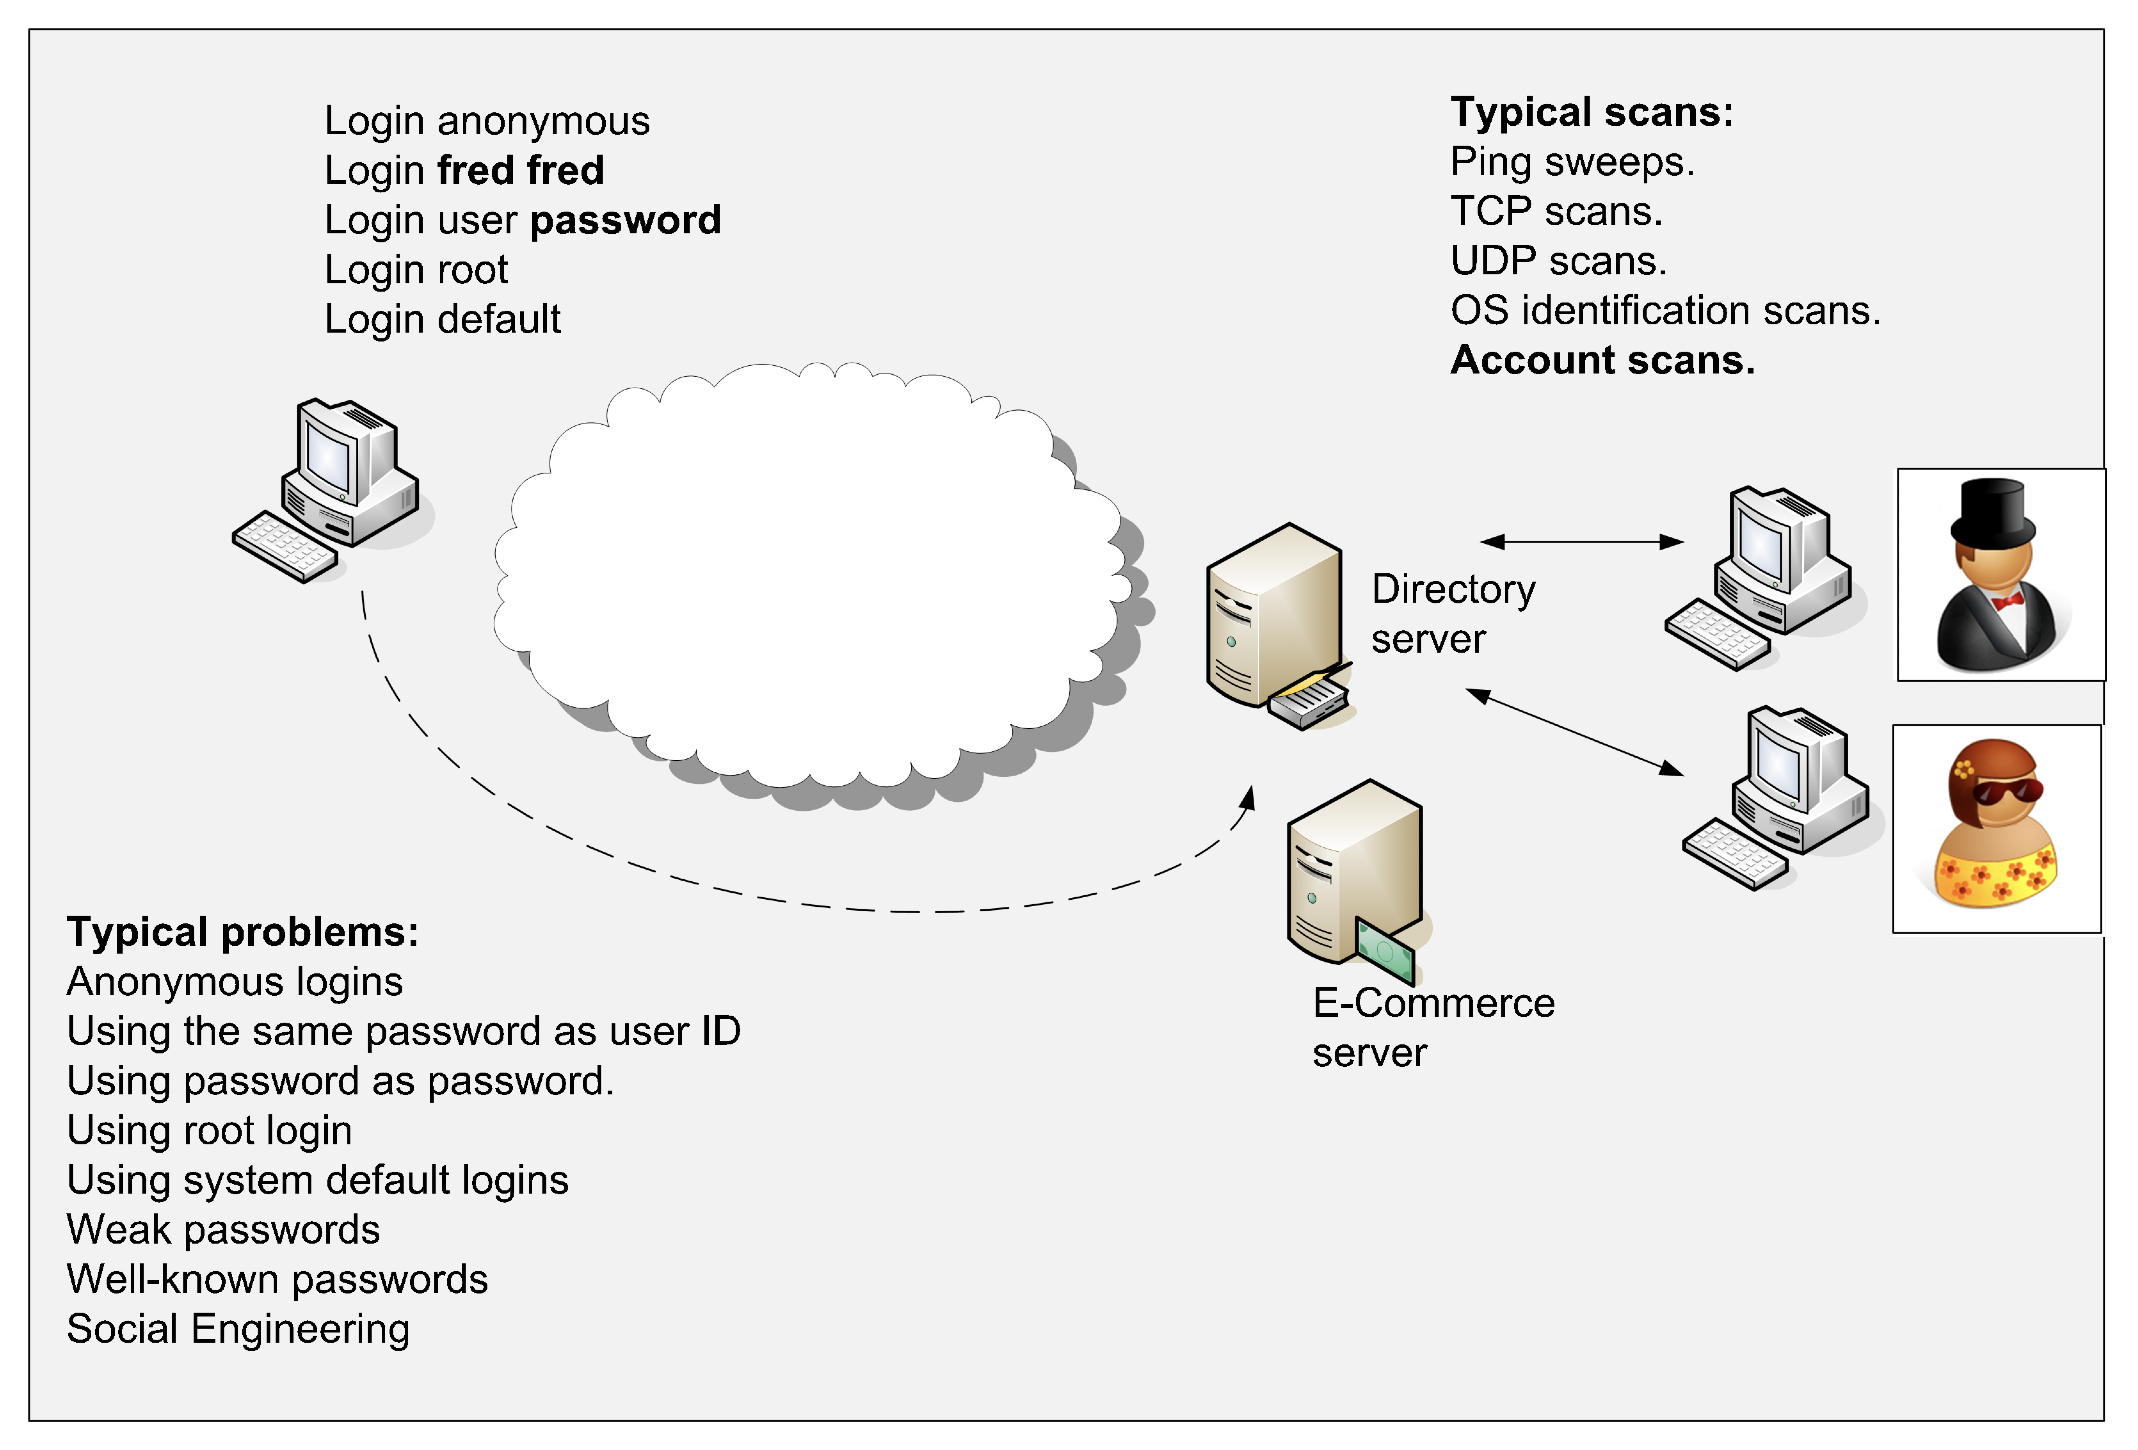 Login anonymous
Login fred fred
Login user password
Login root
Login default
Typical scans:
Ping sweeps.
TCP scans.
UDP scans.
OS identification scans.
Account scans.
Directory
server
E-Commerce
server
Typical problems:
Anonymous logins
Using the same password as user ID
Using password as password.
Using root login
Using system default logins
Weak passwords
Well-known passwords
Social Engineering